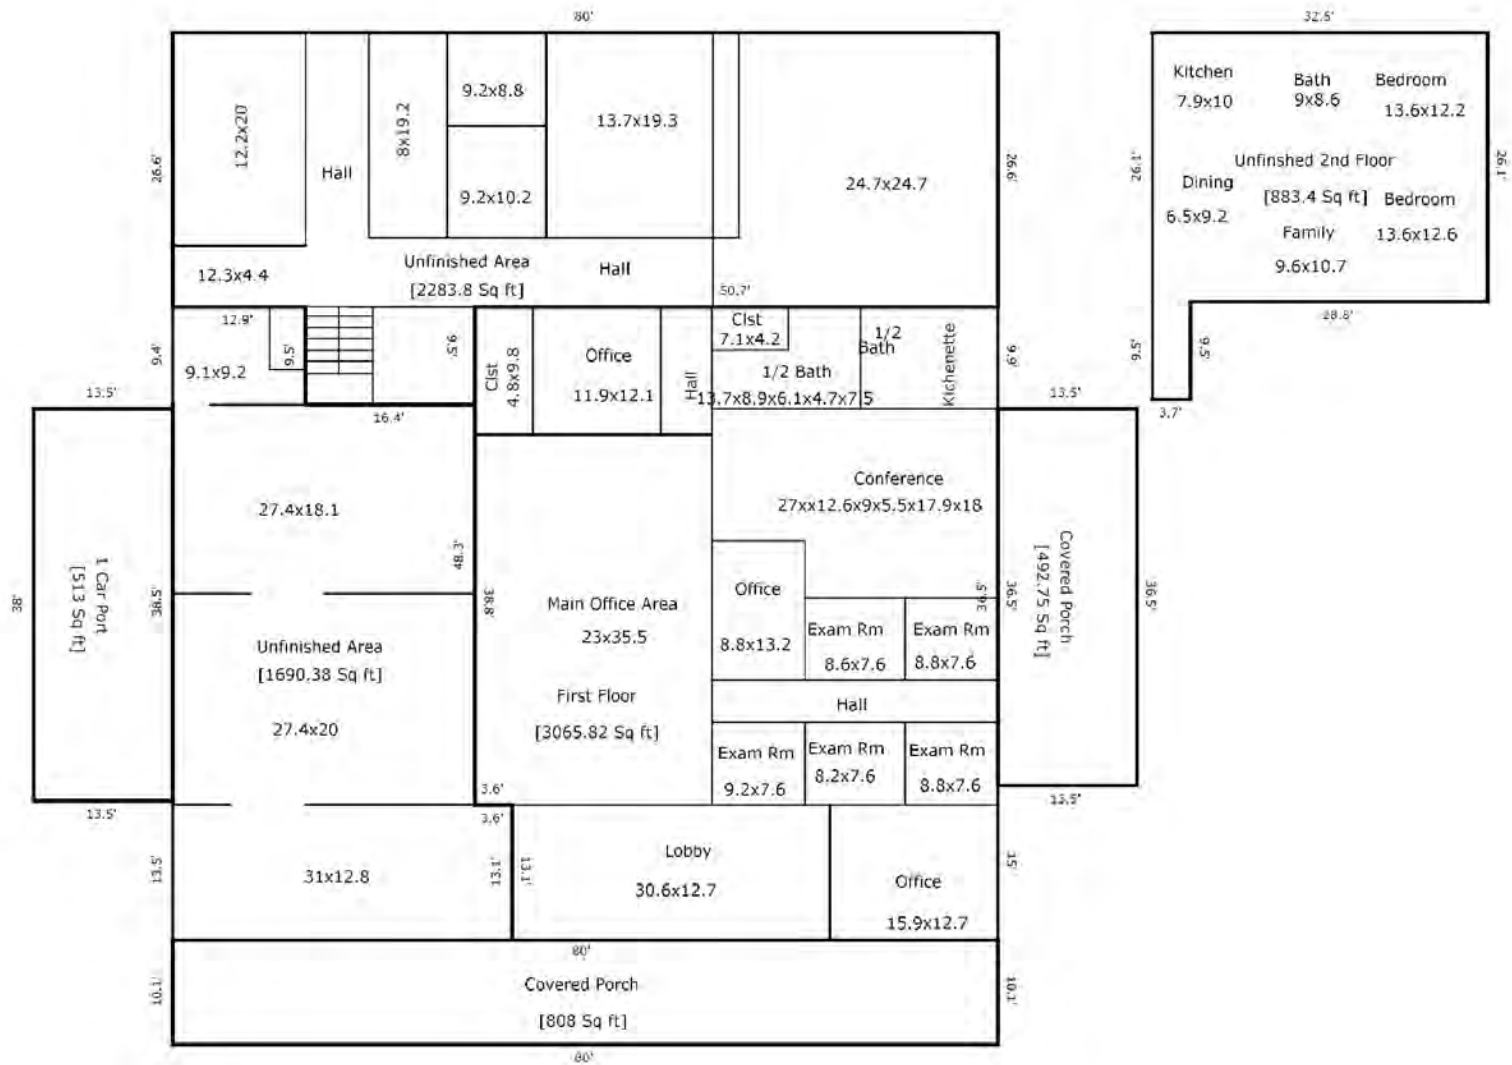 80'
32.5'
Kitchen
7.9x10
Bath
9x8.6
Bedroom
13.6x12.2
12.2x20
Hall
8x19.2
9.2x8.8
9.2x10.2
13.7x19.3
24.7x24.7
26.6'
26.6'
26.1'
26.1'
Unfinshed 2nd Floor
[883.4 Sq ft]
Dining
6.5x9.2
Bedroom
13.6x12.6
Family
9.6x10.7
28.8'
9.5'
9.5'
3.7'
12.3x4.4
Unfinished Area
[2283.8 Sq ft]
Hall
50.7'
12.9'
9.4'
9.5'
9.5'
9.1x9.2
16.4'
Clst
4.8x9.8
Office
11.9x12.1
Hall
Clst
7.1x4.2
1/2
Bath
1/2 Bath
13.7x8.9x6.1x4.7x7.5
Kichenette
9.9'
13.5'
13.5'
27.4x18.1
48.3'
38.8'
Conference
27xx12.6x9x5.5x17.9x18
1 Car Port
[513 Sq ft]
38'
38.5'
Unfinished Area
[1690.38 Sq ft]
27.4x20
Main Office Area
23x35.5
First Floor
[3065.82 Sq ft]
Office
8.8x13.2
Exam Rm
8.6x7.6
Exam Rm
8.8x7.6
36.5'
36.5'
Covered Porch
[492.75 Sq ft]
36.5'
Hall
Exam Rm
9.2x7.6
Exam Rm
8.2x7.6
Exam Rm
8.8x7.6
3.6'
3.6'
13.5'
13.5'
31x12.8
13.1'
13.1'
13.5'
Lobby
30.6x12.7
Office
15.9x12.7
15'
80'
Covered Porch
[808 Sq ft]
10.1'
10.1'
80'